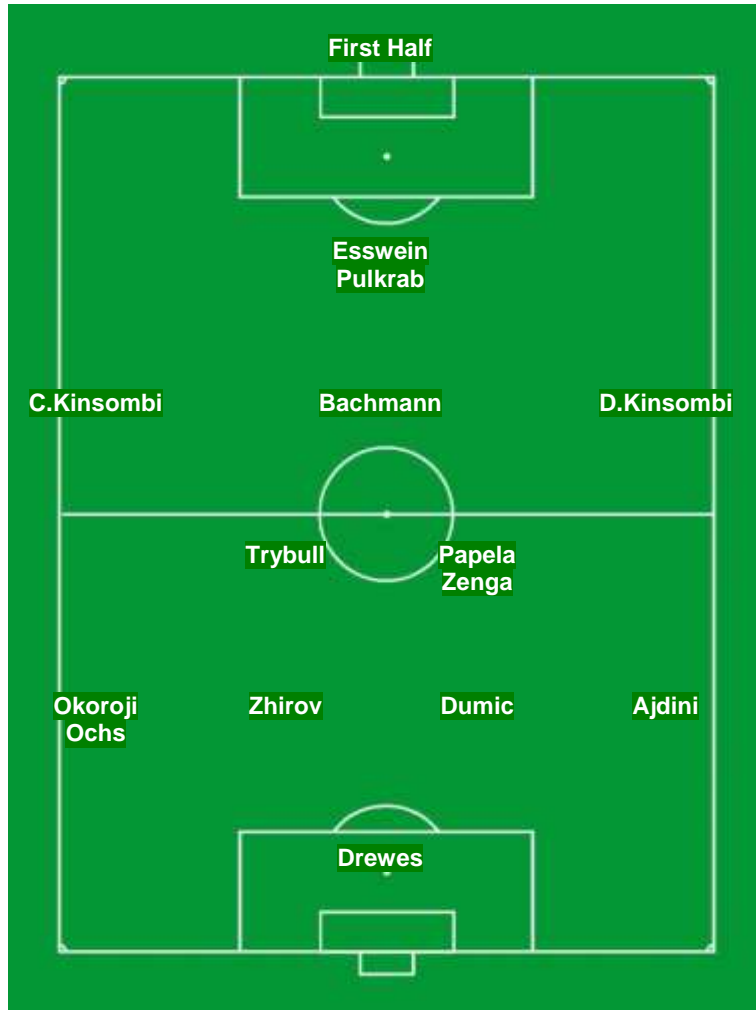 First Half
Esswein
Pulkrab
C.Kinsombi Bachmann D.Kinsombi
Trybull Papela
Zenga
Okoroji Zhirov Dumic Ajdini
Ochs
Drewes